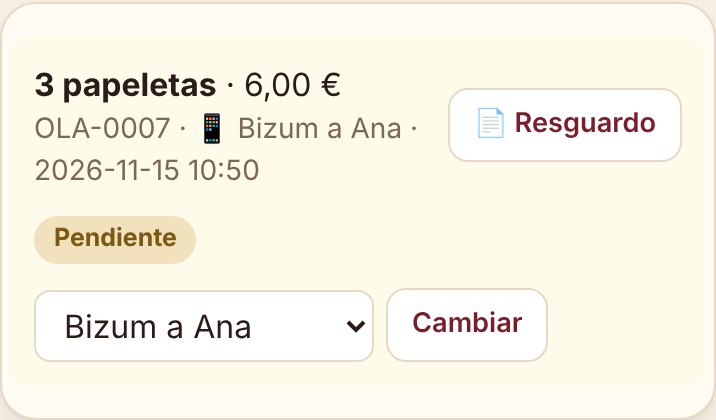 3 papeletas · 6,00 €
OLA-0007 · 📱 Bizum a Ana ·
2026-11-15 10:50
📄 Resguardo
Pendiente
Bizum a Ana
Cambiar